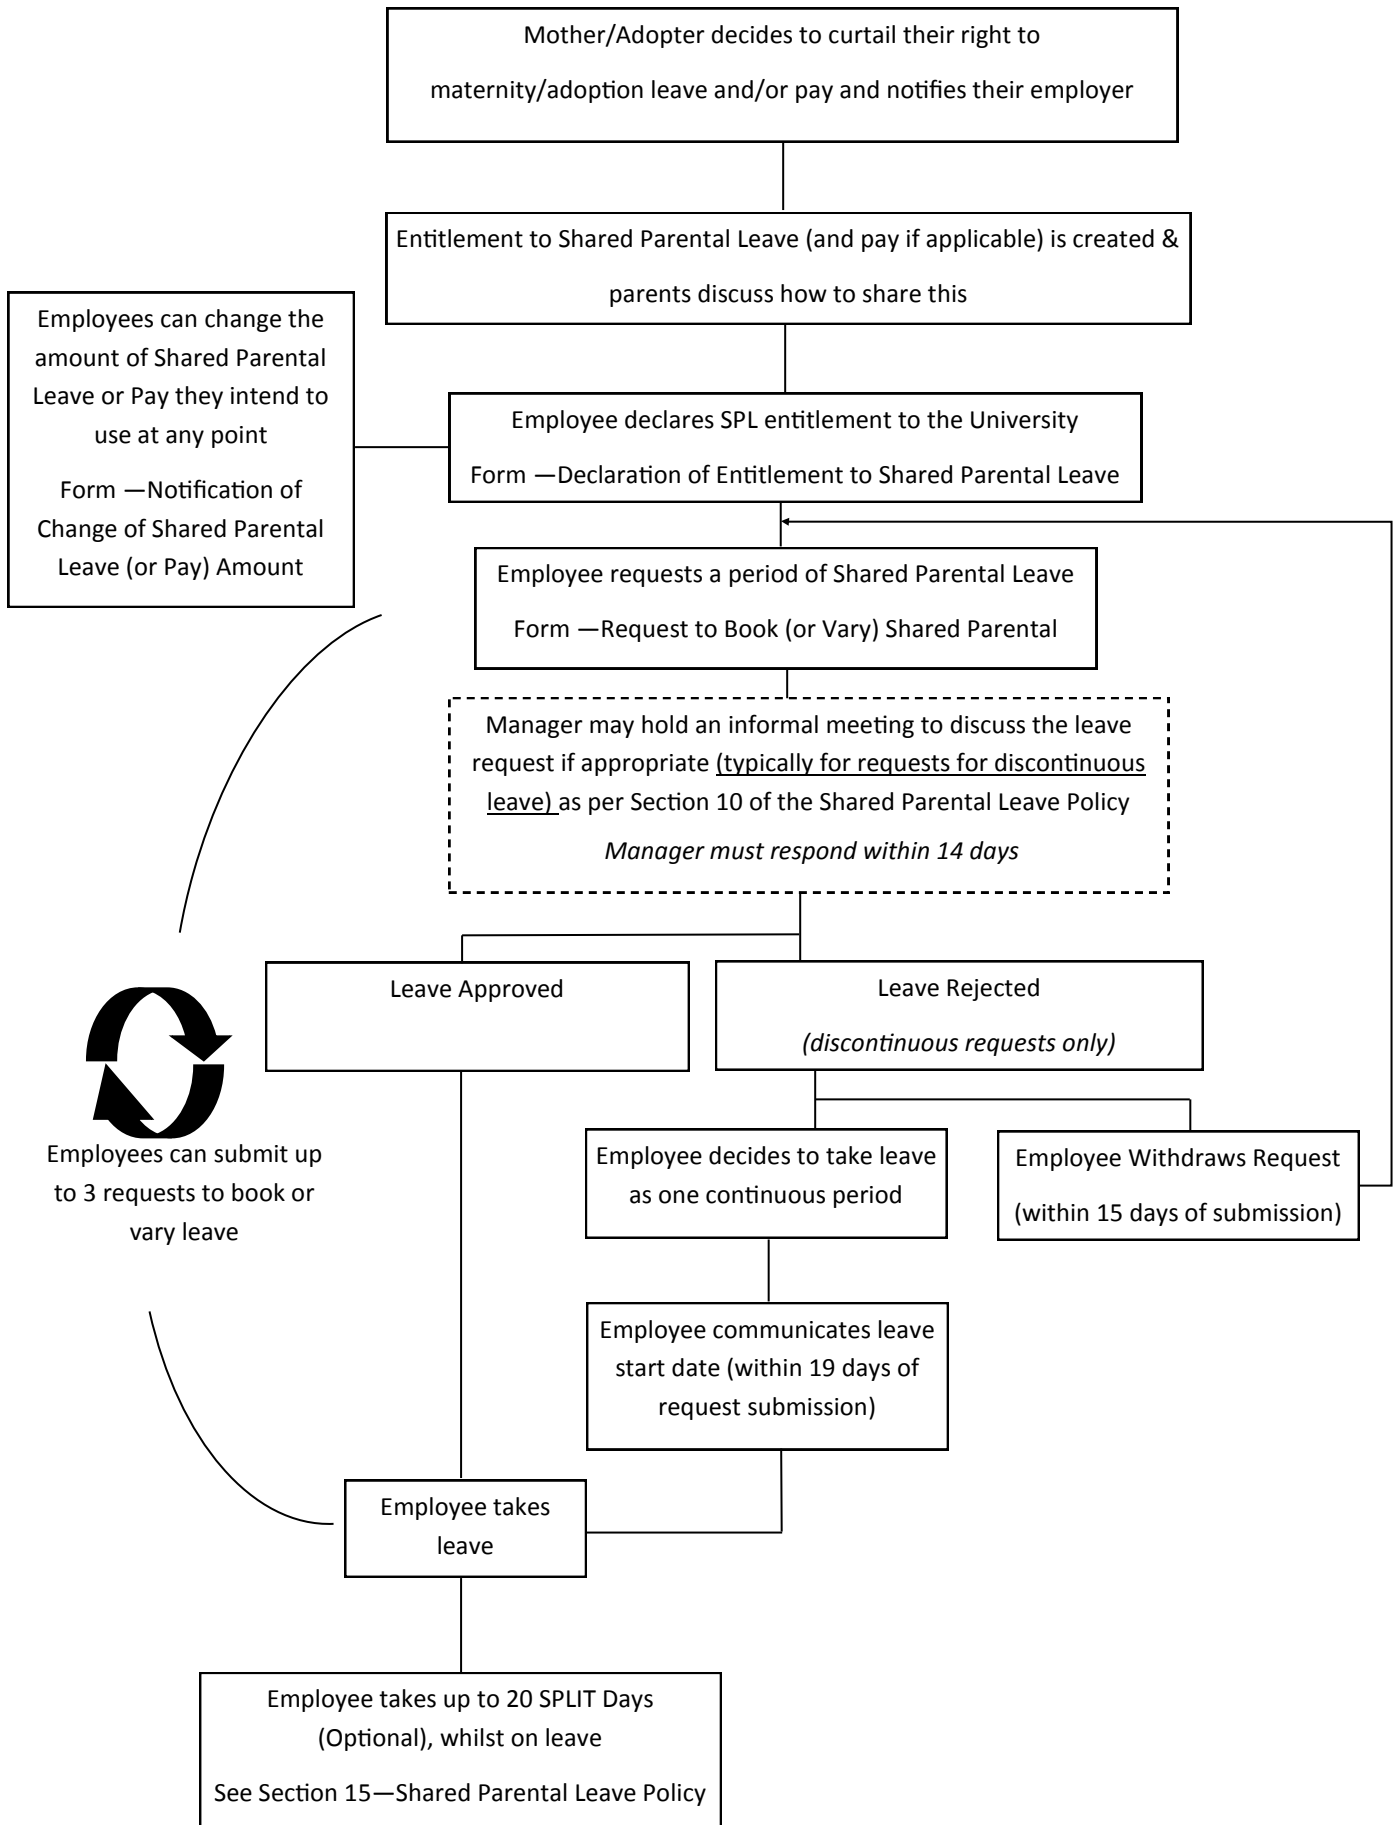 Mother/Adopter decides to curtail their right to
maternity/adoption leave and/or pay and notifies their employer
Entitlement to Shared Parental Leave (and pay if applicable) is created &
parents discuss how to share this
Employees can change the
amount of Shared Parental
Leave or Pay they intend to
use at any point
Form —Notification of
Change of Shared Parental
Leave (or Pay) Amount
Employee declares SPL entitlement to the University
Form —Declaration of Entitlement to Shared Parental Leave
Employee requests a period of Shared Parental Leave
Form —Request to Book (or Vary) Shared Parental
Manager may hold an informal meeting to discuss the leave
request if appropriate (typically for requests for discontinuous
leave) as per Section 10 of the Shared Parental Leave Policy
Manager must respond within 14 days
Leave Approved
Leave Rejected
(discontinuous requests only)
Employees can submit up
to 3 requests to book or
vary leave
Employee decides to take leave
as one continuous period
Employee Withdraws Request
(within 15 days of submission)
Employee communicates leave
start date (within 19 days of
request submission)
Employee takes
leave
Employee takes up to 20 SPLIT Days
(Optional), whilst on leave
See Section 15—Shared Parental Leave Policy